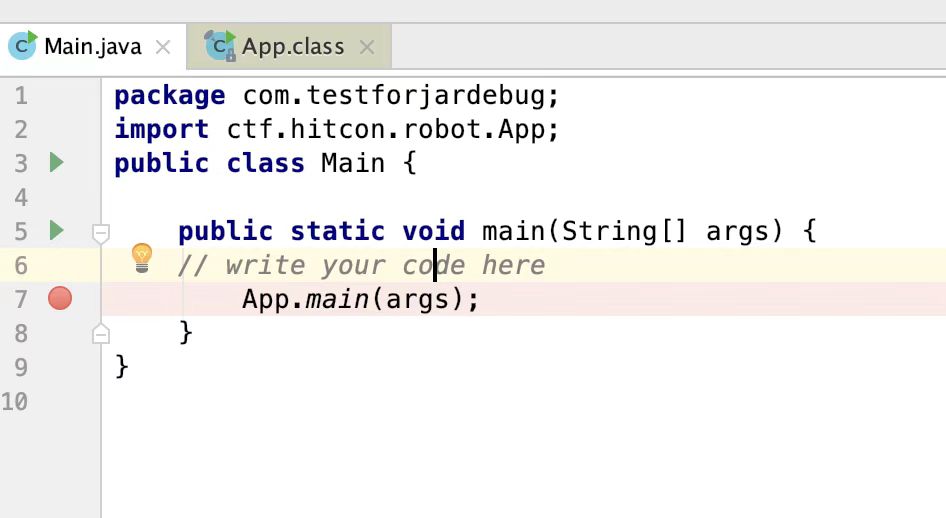 Main.java App.class
1 package com.testforjardebug;
2 import ctf.hitcon.robot.App;
3 public class Main {
4
5 public static void main(String[] args) {
6 // write your code here
7 App.main(args);
8 }
9 }
10